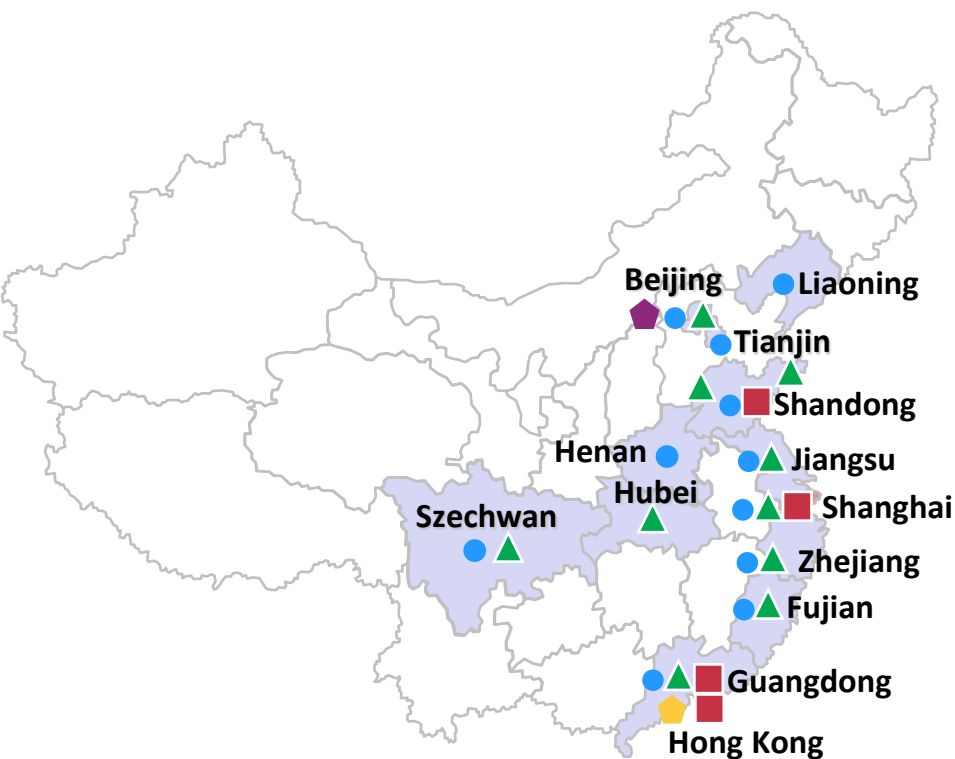 Beijing
Liaoning
Tianjin
Shandong
Henan
Jiangsu
Hubei
Shanghai
Szechwan
Zhejiang
Fujian
Guangdong
Hong Kong